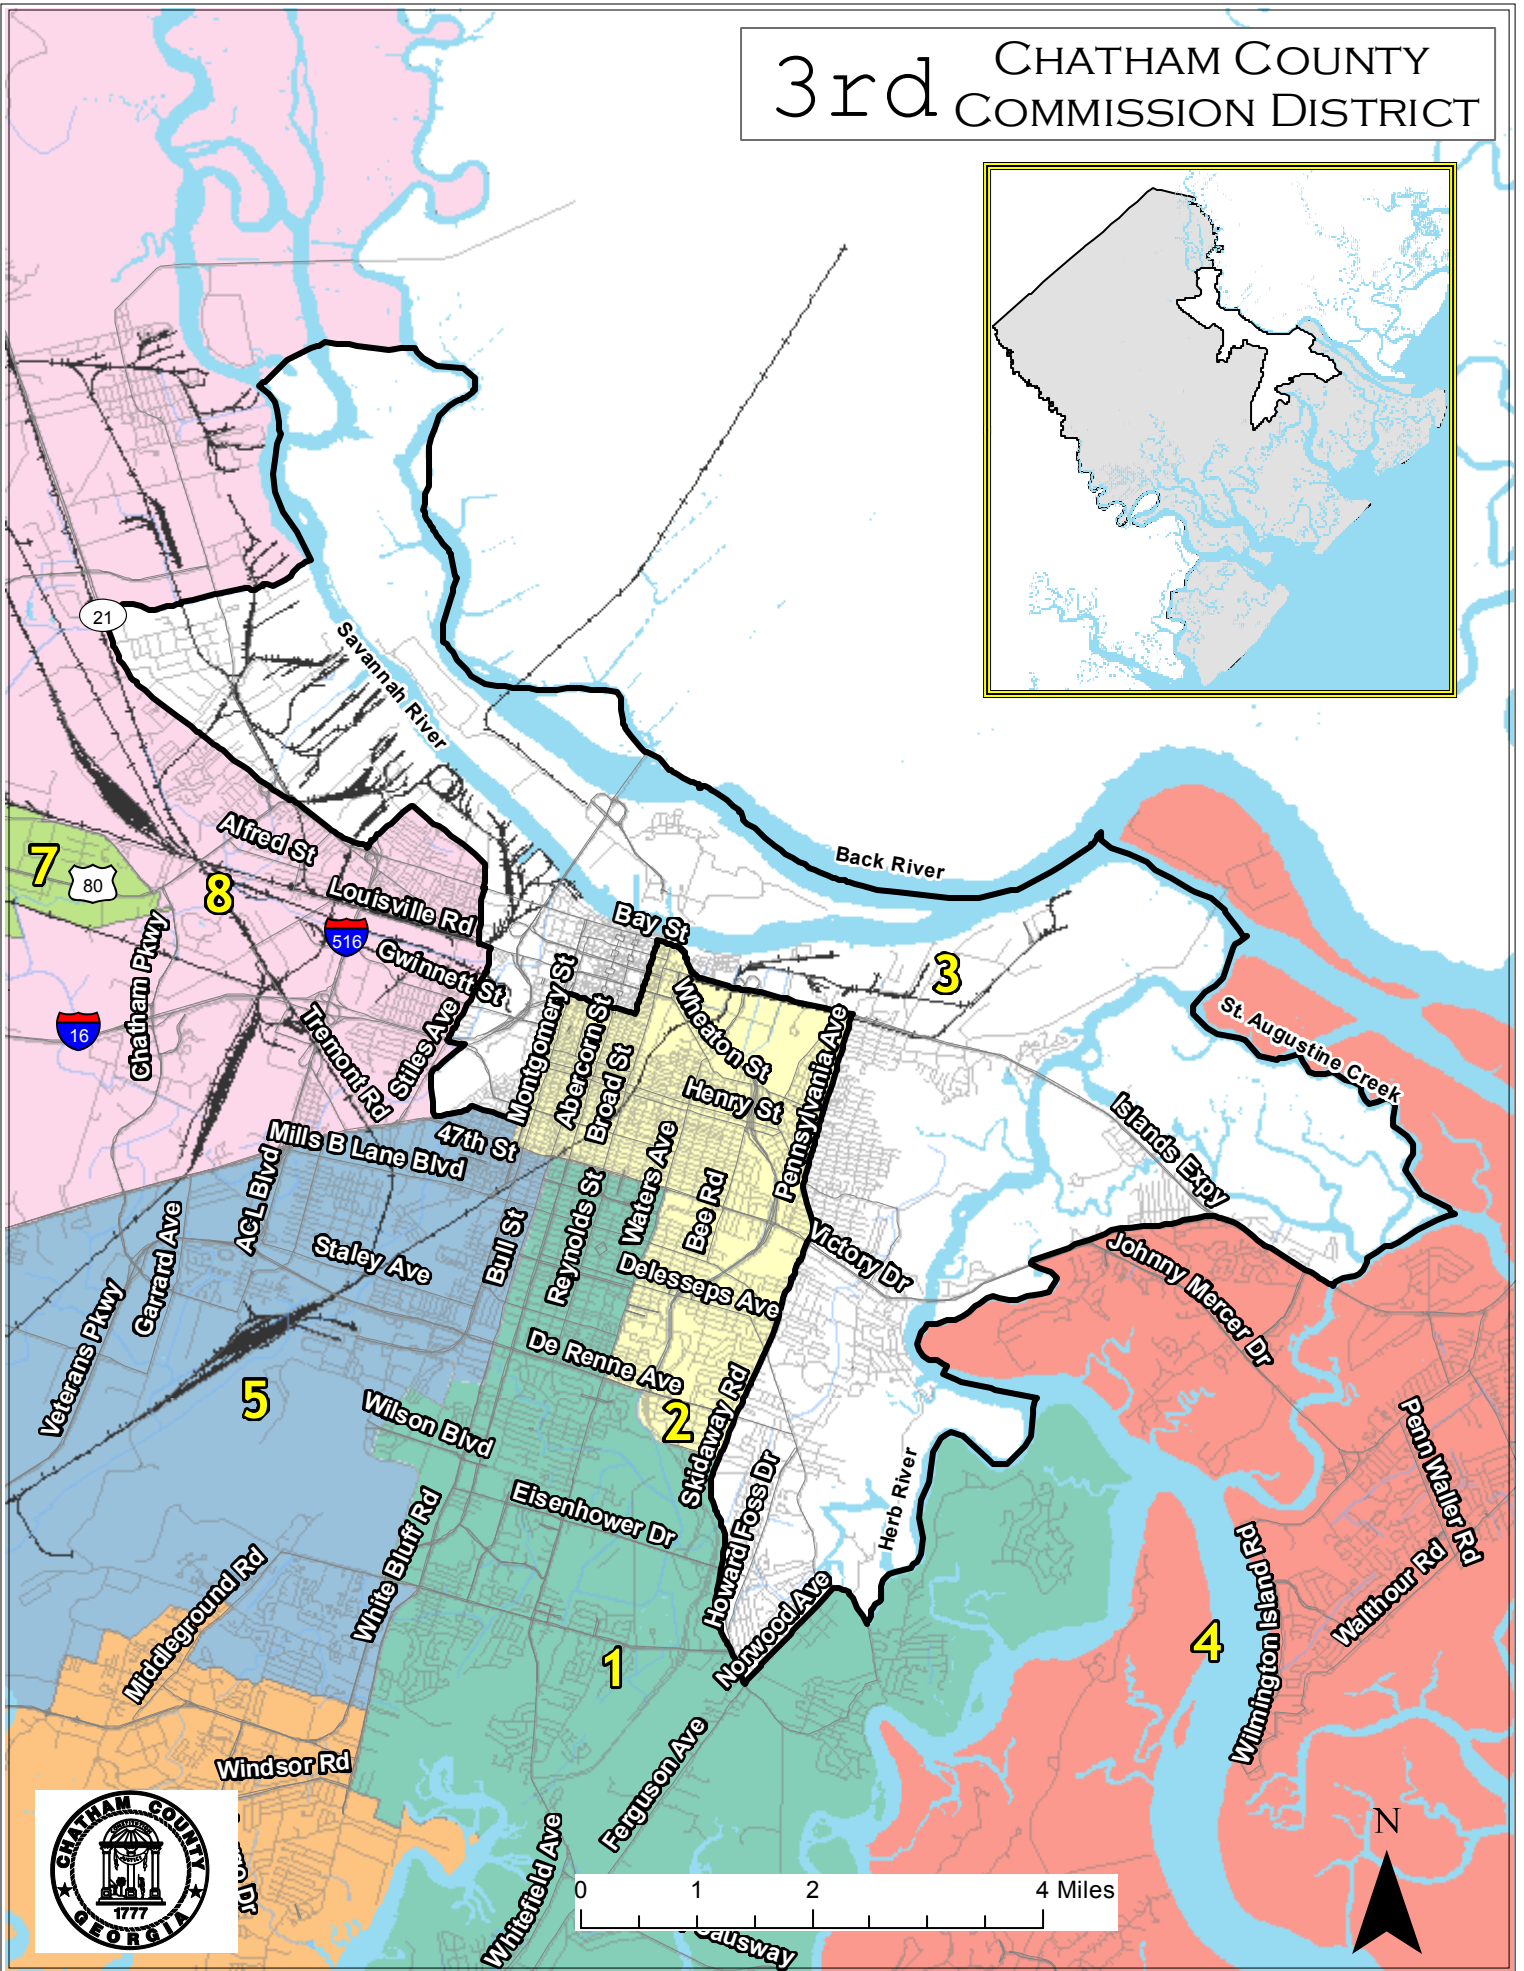 3rd
CHATHAM COUNTY
COMMISSION DISTRICT
21
Savannah River
Alfred St
7
80
8
Louisville Rd
516
Back River
Bay St
Gwinnett St
Chatham Pkwy
16
3
Montgomery St
Wheaton St
Abercorn St
Broad St
Stiles Ave
Tremont Rd
Henry St
Pennsylvania Ave
St. Augustine Creek
Islands Expy
47th St
Mills B Lane Blvd
ACL Blvd
Garrard Ave
Staley Ave
Bull St
Reynolds St
Waters Ave
Bee Rd
Victory Dr
Delesseps Ave
Johnny Mercer Dr
Veterans Pkwy
De Renne Ave
5
Wilson Blvd
2
Skidaway Rd
Penn Waller Rd
Eisenhower Dr
Howard Foss Dr
Herb River
White Bluff Rd
Middleground Rd
Norwood Ave
1
4
Wilmington Island Rd
Walthour Rd
Windsor Rd
Ferguson Ave
Whitefield Ave
Dr
Causway
CHATHAM COUNTY
CONSTITUTION
JUSTICE
1777
GEORGIA
0 1 2 4 Miles
N